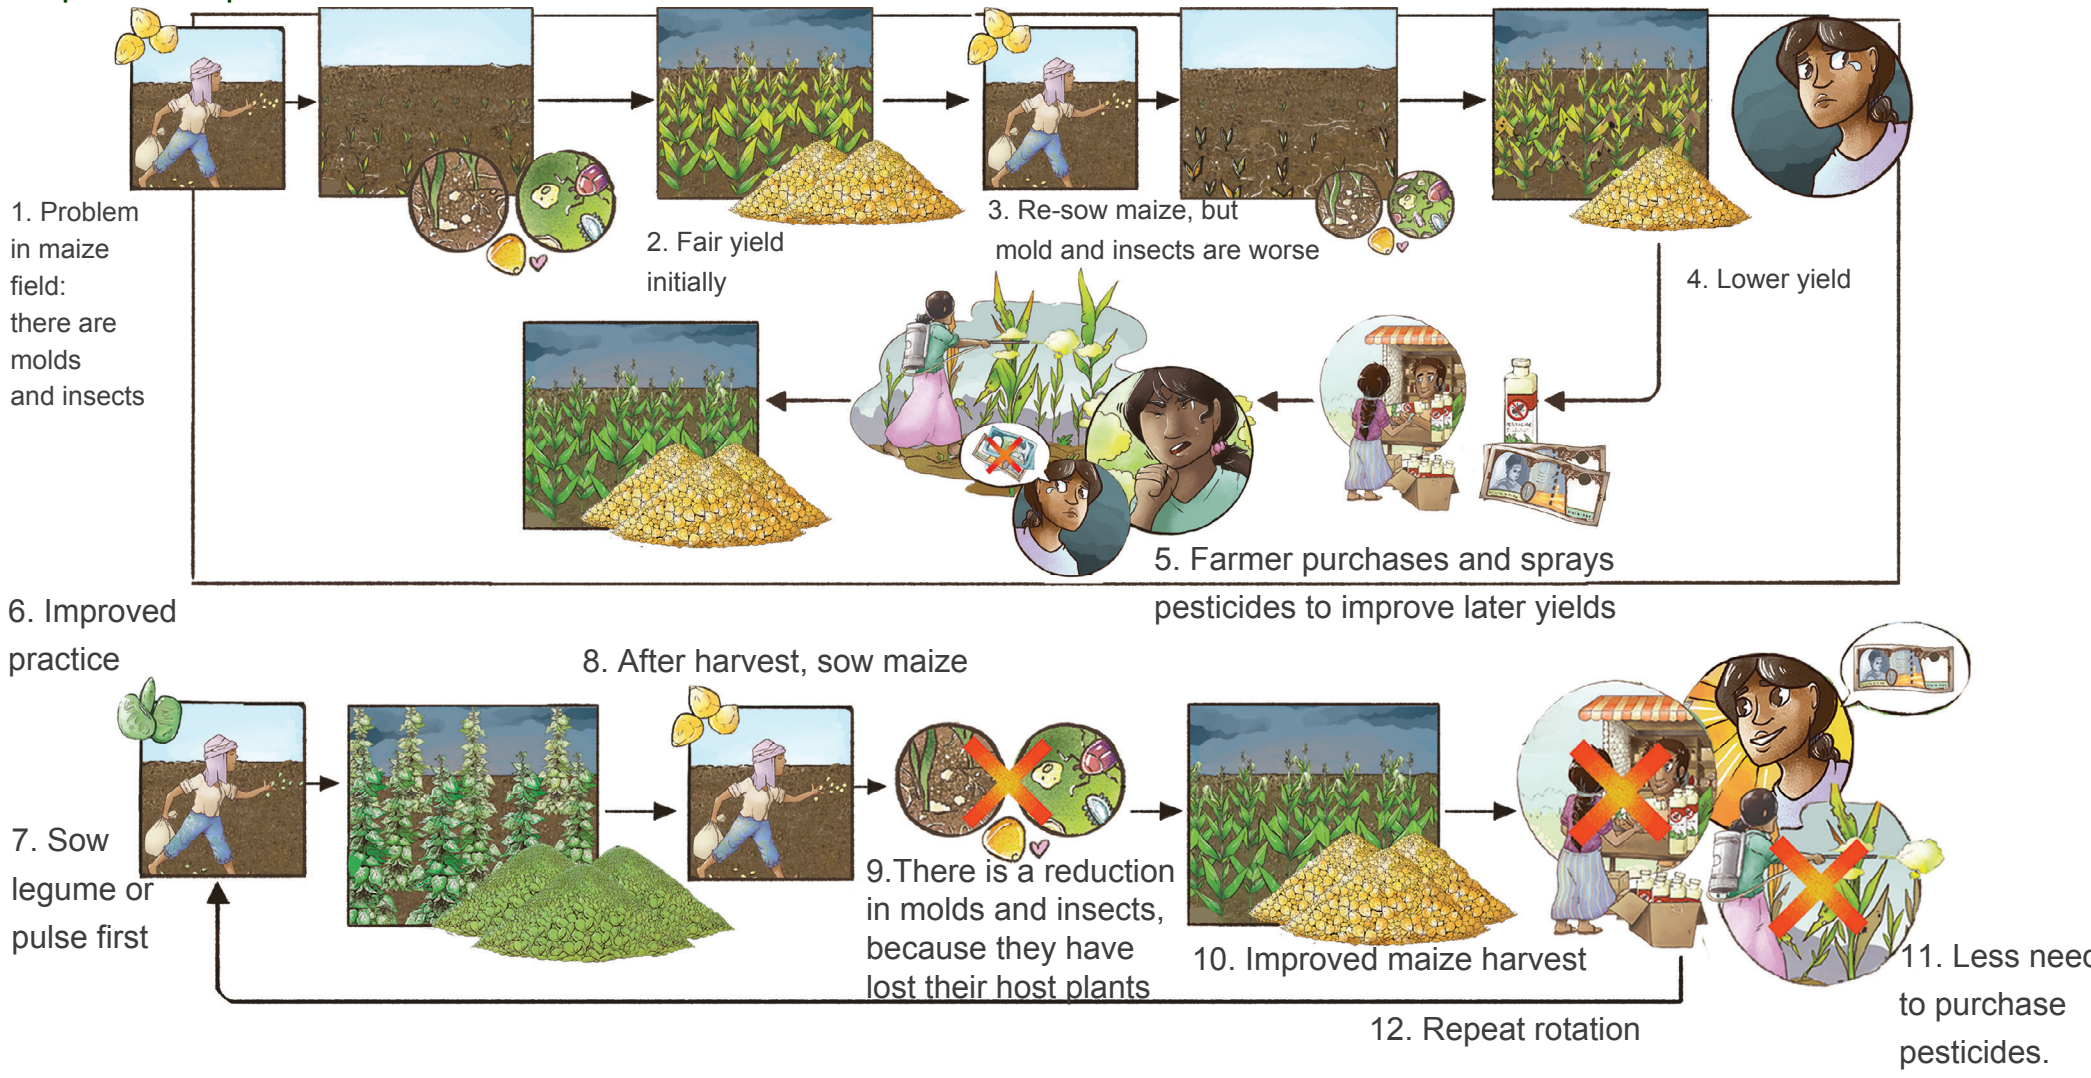 1. Problem
in maize
field:
there are
molds
and insects
2. Fair yield
initially
3. Re-sow maize, but
mold and insects are worse
4. Lower yield
5. Farmer purchases and sprays
pesticides to improve later yields
6. Improved
practice
7. Sow
legume or
pulse first
8. After harvest, sow maize
9.There is a reduction
in molds and insects,
because they have
lost their host plants
10. Improved maize harvest
11. Less need
to purchase
pesticides.
12. Repeat rotation